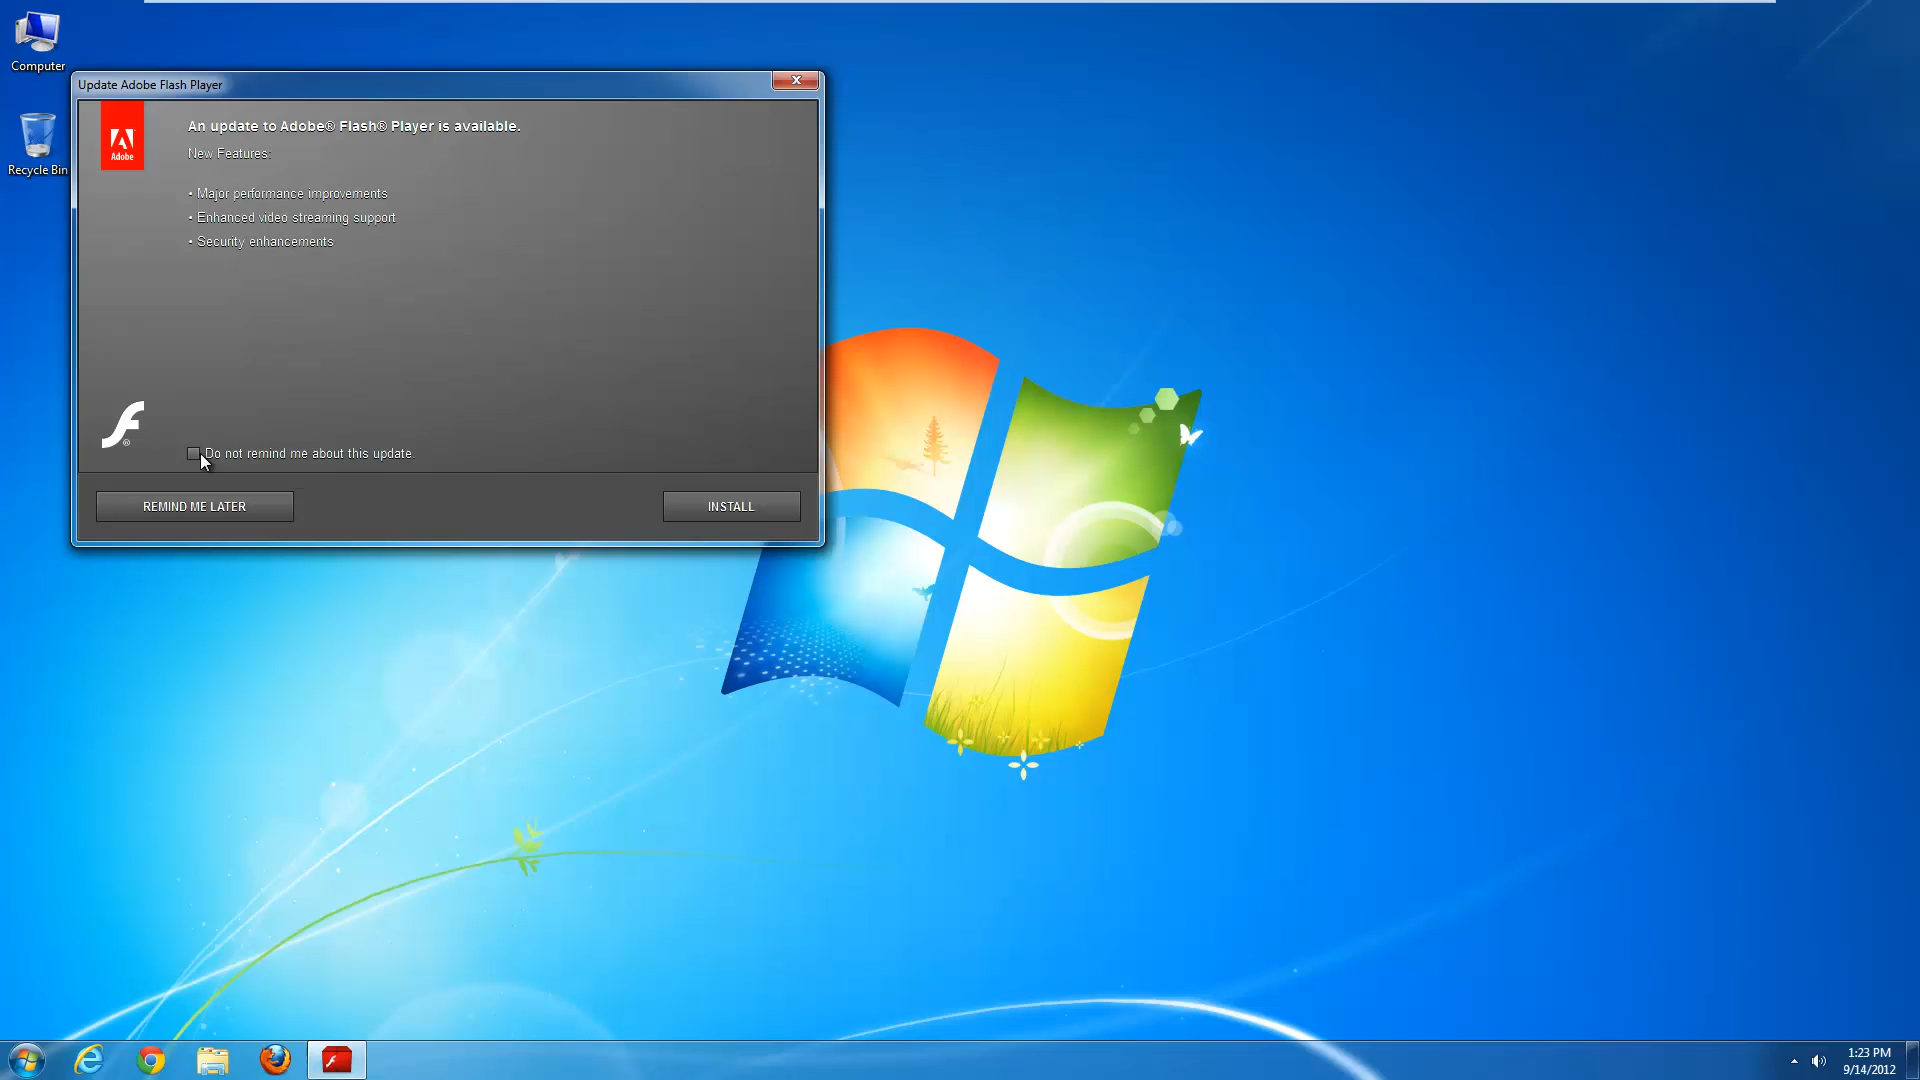 Computer
Recycle Bin
Update Adobe Flash Player
Adobe
An update to Adobe® Flash® Player is available.
New Features:
• Major performance improvements
• Enhanced video streaming support
• Security enhancements
®
Do not remind me about this update.
REMIND ME LATER
INSTALL
1:23 PM
9/14/2012